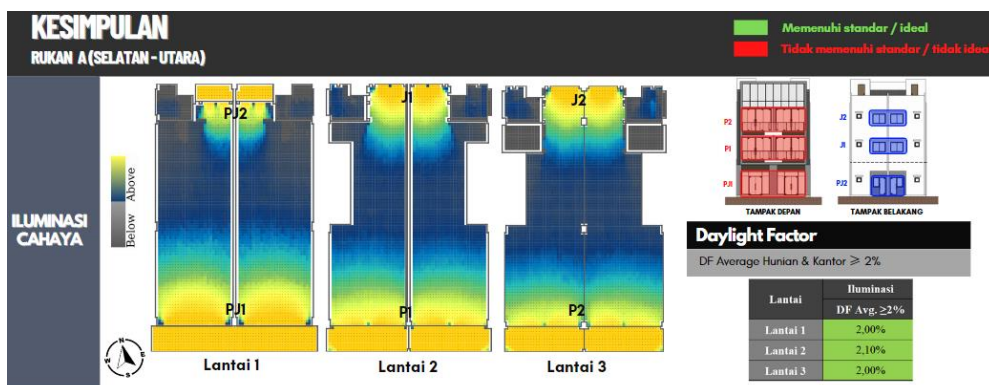 KESIMPULAN
RUKAN A (SELATAN - UTARA)
Memenuhi standar / ideal
Tidak memenuhi standar / tidak ideal
ILUMINASI
CAHAYA
Above
Below
PJ2
J1
J2
PJ1
P1
P2
Lantai 1
Lantai 2
Lantai 3
N
E
S
W
P2
P1
PJ1
J2
J1
PJ2
TAMPAK DEPAN
TAMPAK BELAKANG
Daylight Factor
DF Average Hunian & Kantor ≥ 2%
Lantai
Iluminasi
DF Avg. ≥2%
Lantai 1 2,00%
Lantai 2 2,10%
Lantai 3 2,00%